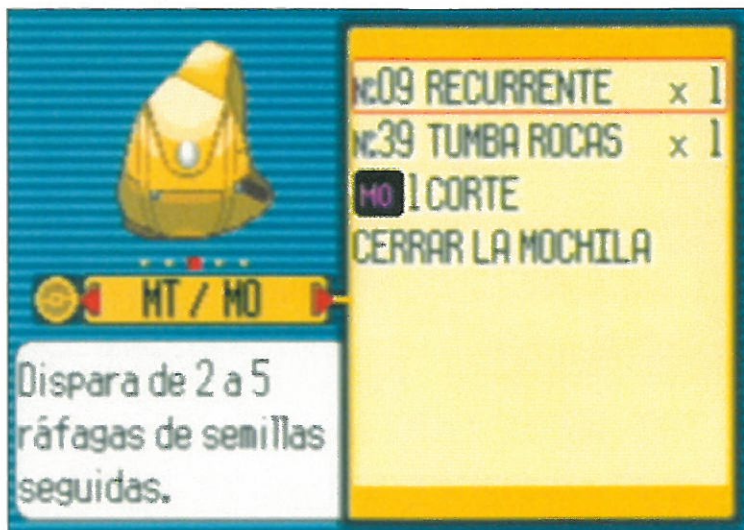 Nº09 RECURRENTE x 1
Nº39 TUMBA ROCAS x 1
MO 1 CORTE
CERRAR LA MOCHILA
MT / MO
Dispara de 2 a 5
ráfagas de semillas
seguidas.